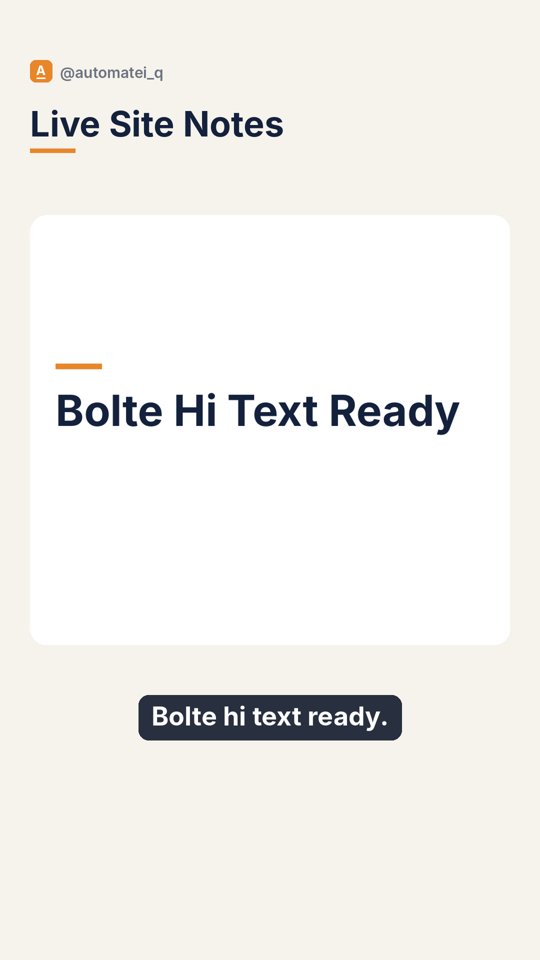 A
@automatei_q
Live Site Notes
Bolte Hi Text Ready
Bolte hi text ready.